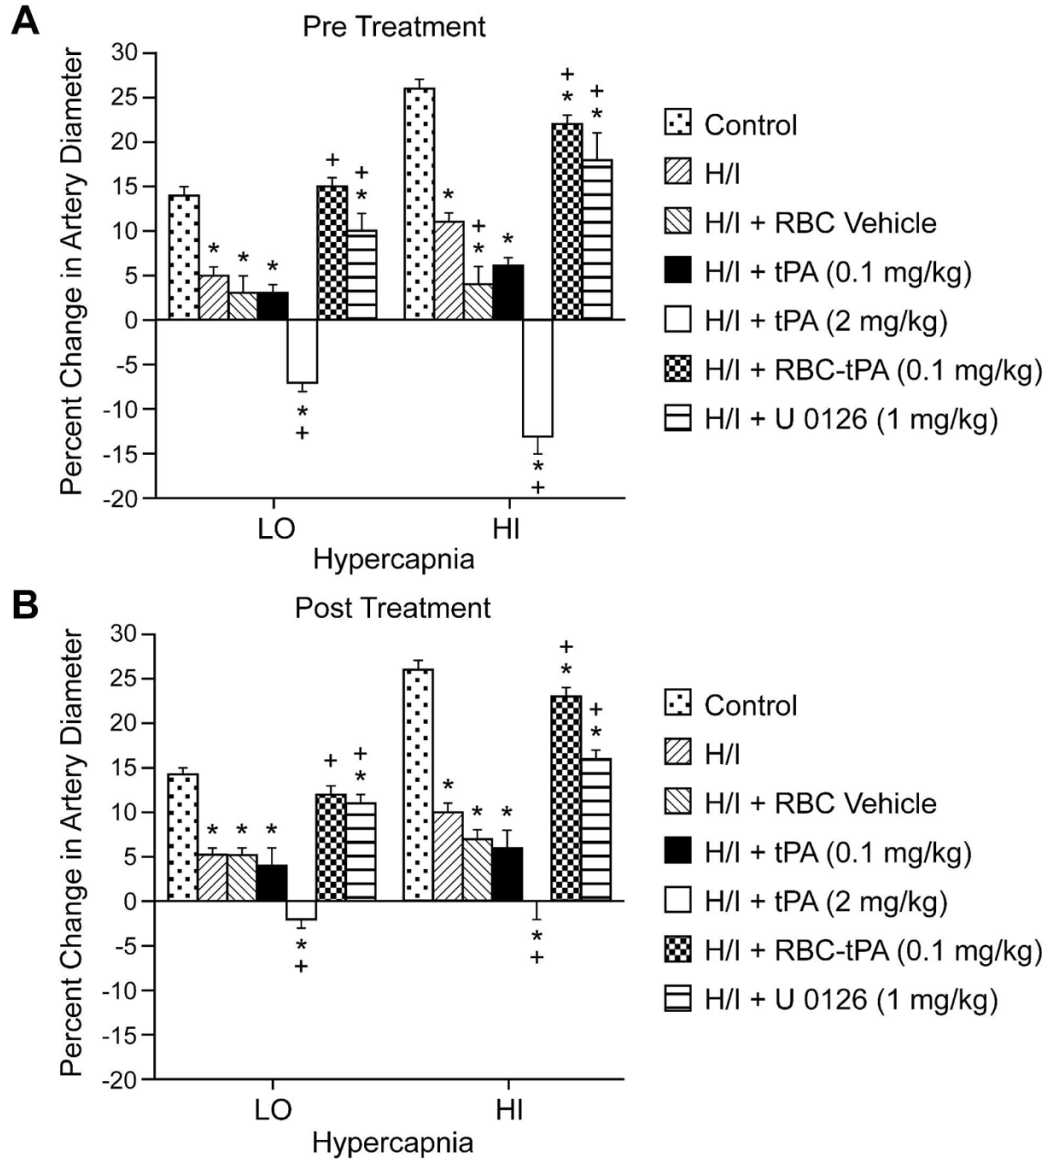 A
Pre Treatment
Percent Change in Artery Diameter
30
25
20
15
10
5
0
-5
-10
-15
-20
* * * * + + + *
* + * * * + + * + *
LO HI
Hypercapnia
Control
H/I
H/I + RBC Vehicle
H/I + tPA (0.1 mg/kg)
H/I + tPA (2 mg/kg)
H/I + RBC-tPA (0.1 mg/kg)
H/I + U 0126 (1 mg/kg)
B
Post Treatment
Percent Change in Artery Diameter
30
25
20
15
10
5
0
-5
-10
-15
-20
* * * * + + + *
* * * * + + * + *
LO HI
Hypercapnia
Control
H/I
H/I + RBC Vehicle
H/I + tPA (0.1 mg/kg)
H/I + tPA (2 mg/kg)
H/I + RBC-tPA (0.1 mg/kg)
H/I + U 0126 (1 mg/kg)